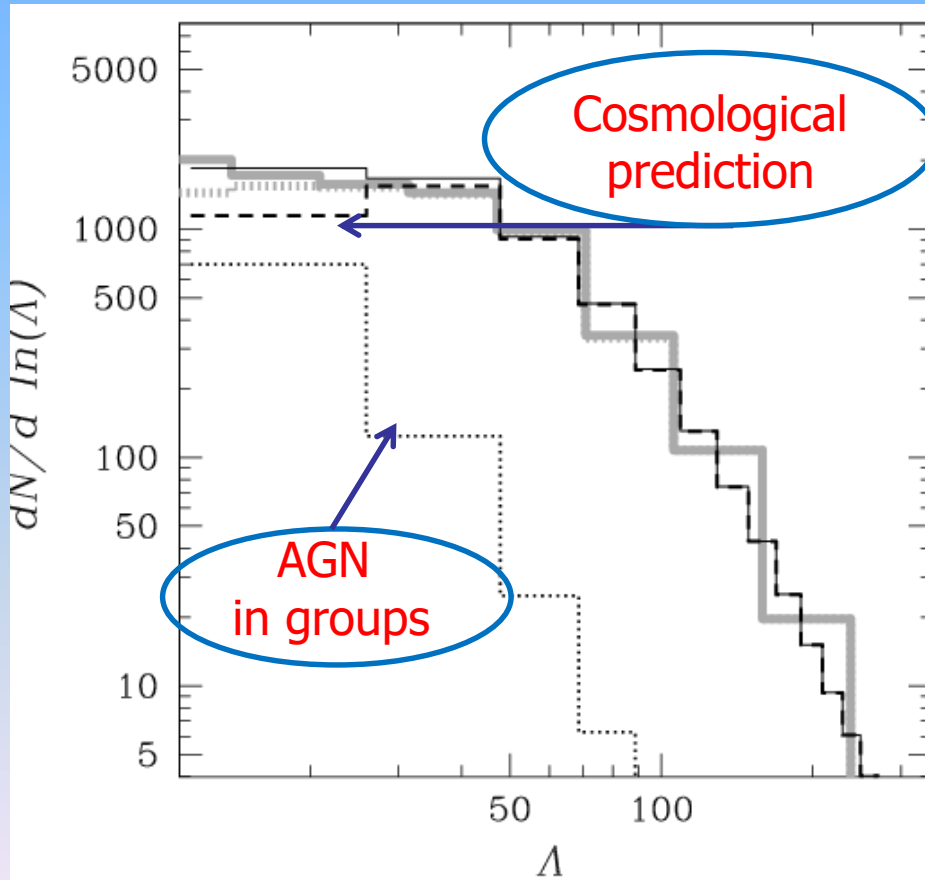 5000
1000
500
100
50
10
5
dN/d ln(Λ)
Cosmological
prediction
AGN
in groups
50
100
Λ